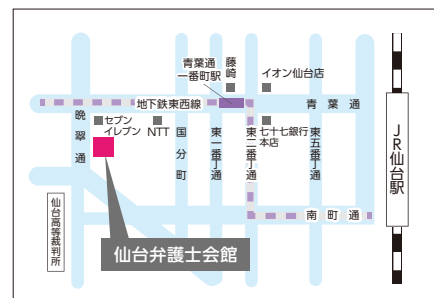 青葉通
一番町駅
藤崎
イオン仙台店
地下鉄東西線
青葉通
晩翠通
セブン
イレブン
NTT
国分町
東一番丁通
東二番丁通
七十七銀行
本店
東五番丁通
JR仙台駅
南町通
仙台高等裁判所
仙台弁護士会館